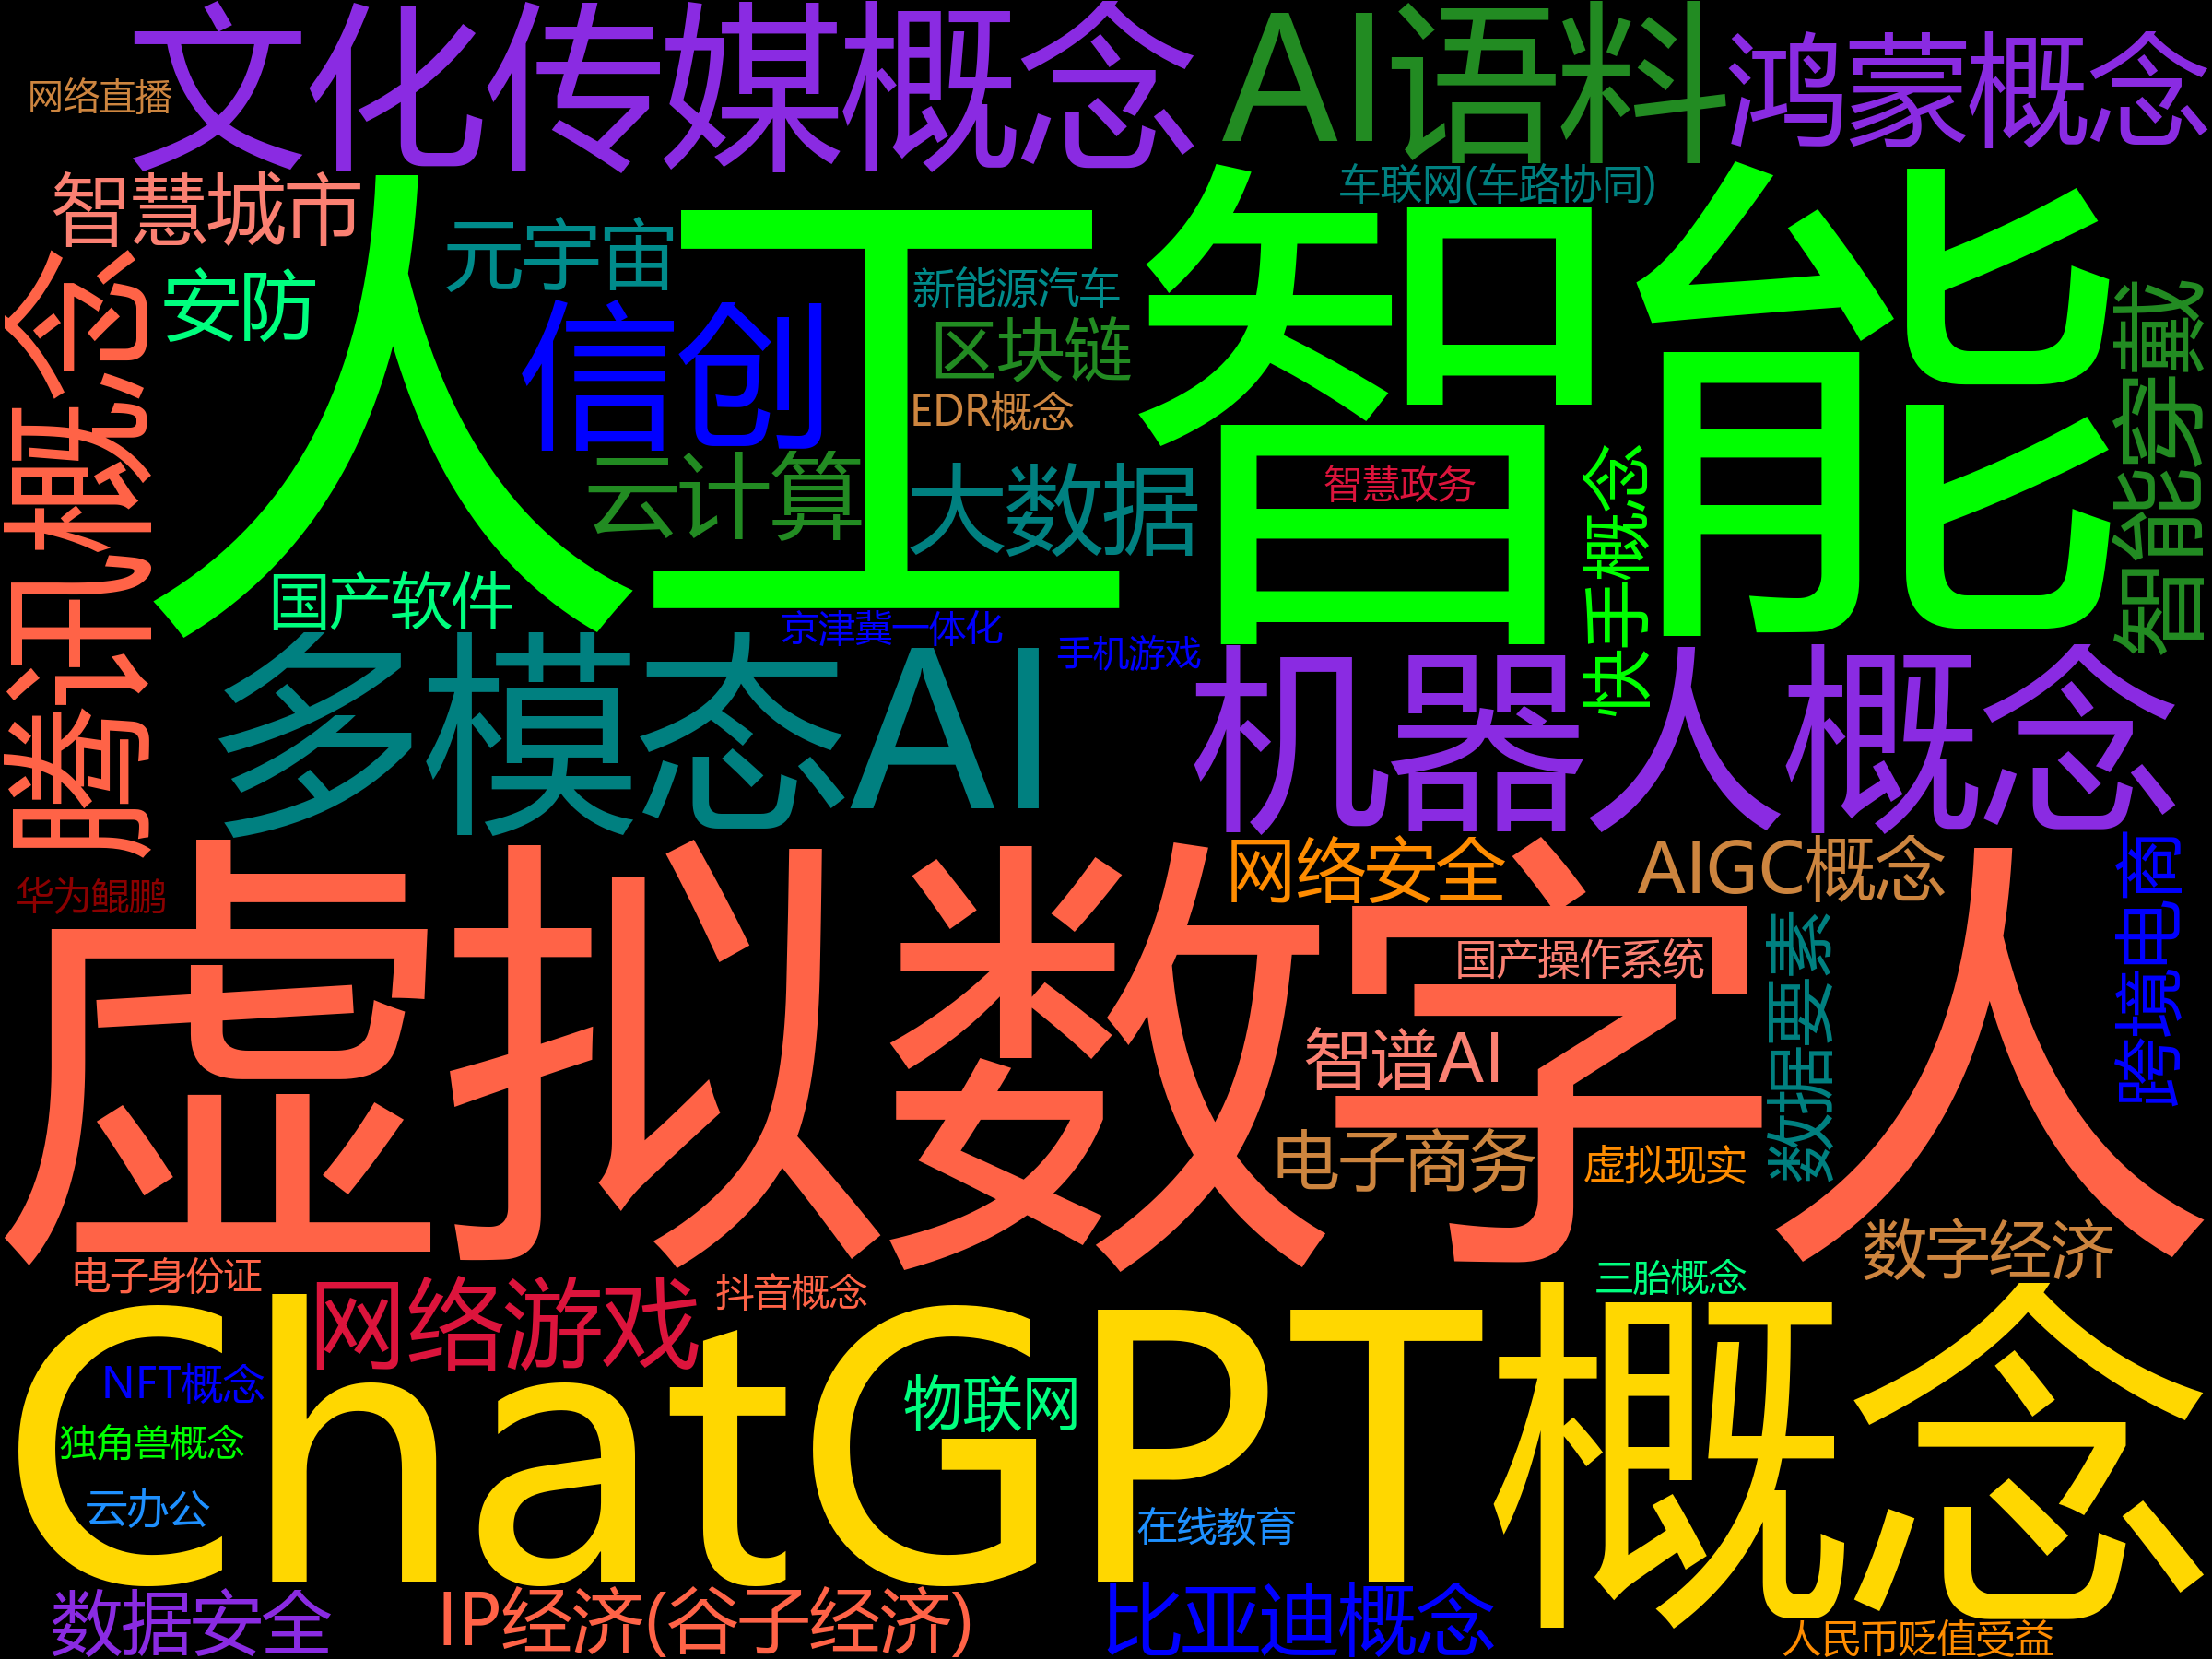 文化传媒概念
AI语料
鸿蒙概念
网络直播
车联网(车路协同)
智慧城市
人工智能
元宇宙
安防
新能源汽车
信创
区块链
EDR概念
腾讯概念
智能穿戴
云计算
大数据
智慧政务
快手概念
国产软件
京津冀一体化
手机游戏
多模态AI
机器人概念
网络安全
AIGC概念
华为鲲鹏
跨境电商
虚拟数字人
国产操作系统
数据要素
智谱AI
电子商务
虚拟现实
数字经济
电子身份证
网络游戏
抖音概念
三胎概念
ChatGPT概念
NFT概念
物联网
独角兽概念
云办公
在线教育
数据安全
IP经济(谷子经济)
比亚迪概念
人民币贬值受益